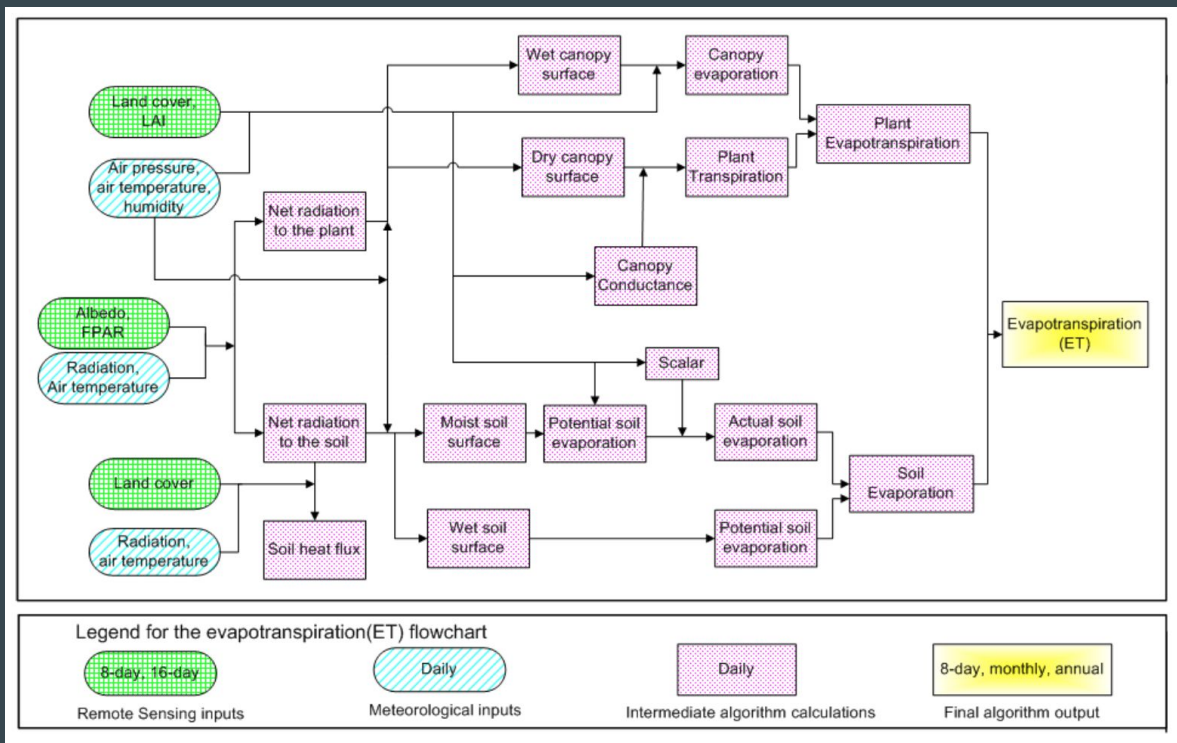 Wet canopy
surface
Canopy
evaporation
Land cover,
LAI
Plant
Evapotranspiration
Air pressure,
air temperature,
humidity
Dry canopy
surface
Plant
Transpiration
Net radiation
to the plant
Canopy
Conductance
Albedo,
FPAR
Radiation,
Air temperature
Evapotranspiration
(ET)
Scalar
Net radiation
to the soil
Moist soil
surface
Potential soil
evaporation
Actual soil
evaporation
Land cover
Soil
Evaporation
Radiation,
air temperature
Soil heat flux
Wet soil
surface
Potential soil
evaporation
Legend for the evapotranspiration(ET) flowchart
8-day, 16-day
Daily
Daily
8-day, monthly, annual
Remote Sensing inputs
Meteorological inputs
Intermediate algorithm calculations
Final algorithm output